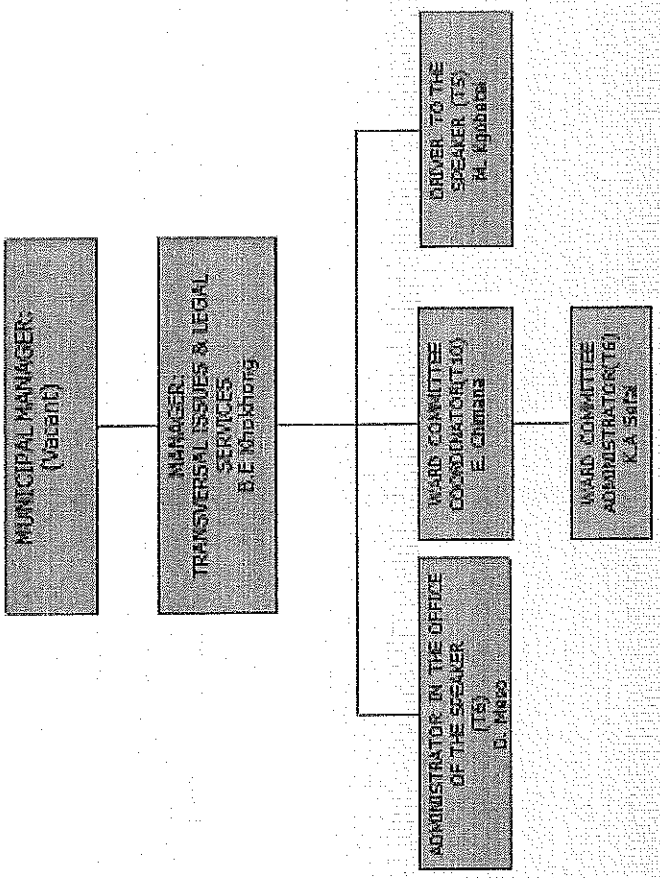 MUNICIPAL MANAGER:
(Vacant)
MANAGER:
TRANSVERSAL ISSUES & LEGAL
SERVICES
ADMINISTRATOR IN THE OFFICE
OF THE SPEAKER
D.
WARD COMMITTEE
COORDINATOR(T10)
E.
WARD COMMITTEE
ADMINISTRATOR(T6)
K.A.
DRIVER TO THE
SPEAKER (T5)
M.